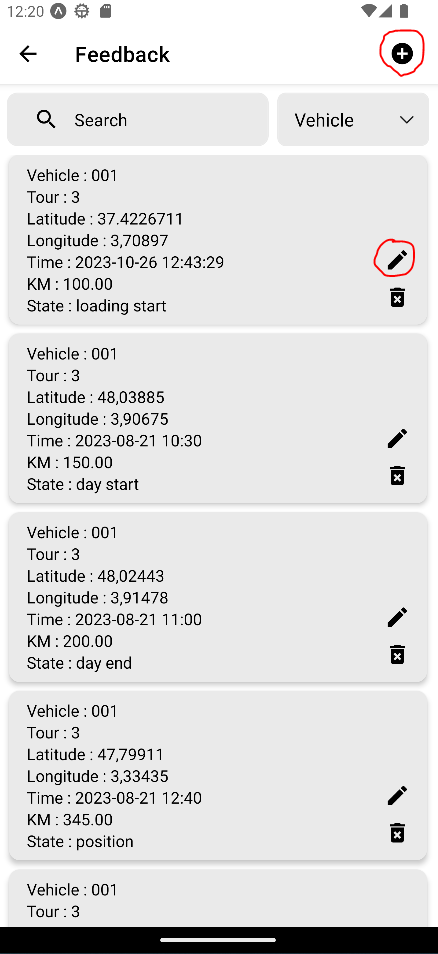 12:20
Feedback
Search
Vehicle
Vehicle : 001
Tour : 3
Latitude : 37.4226711
Longitude : 3,70897
Time : 2023-10-26 12:43:29
KM : 100.00
State : loading start
Vehicle : 001
Tour : 3
Latitude : 48,03885
Longitude : 3,90675
Time : 2023-08-21 10:30
KM : 150.00
State : day start
Vehicle : 001
Tour : 3
Latitude : 48,02443
Longitude : 3,91478
Time : 2023-08-21 11:00
KM : 200.00
State : day end
Vehicle : 001
Tour : 3
Latitude : 47,79911
Longitude : 3,33435
Time : 2023-08-21 12:40
KM : 345.00
State : position
Vehicle : 001
Tour : 3